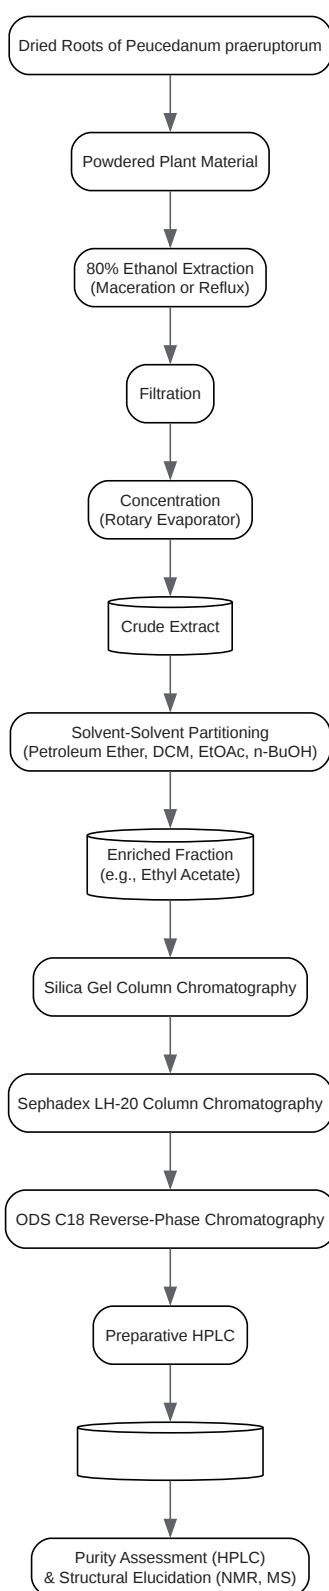 Dried Roots of Peucedanum praeruptorum
Powdered Plant Material
80% Ethanol Extraction
(Maceration or Reflux)
Filtration
Concentration
(Rotary Evaporator)
Crude Extract
Solvent-Solvent Partitioning
(Petroleum Ether, DCM, EtOAc, n-BuOH)
Enriched Fraction
(e.g., Ethyl Acetate)
Silica Gel Column Chromatography
Sephadex LH-20 Column Chromatography
ODS C18 Reverse-Phase Chromatography
Preparative HPLC
Purity Assessment (HPLC)
& Structural Elucidation (NMR, MS)